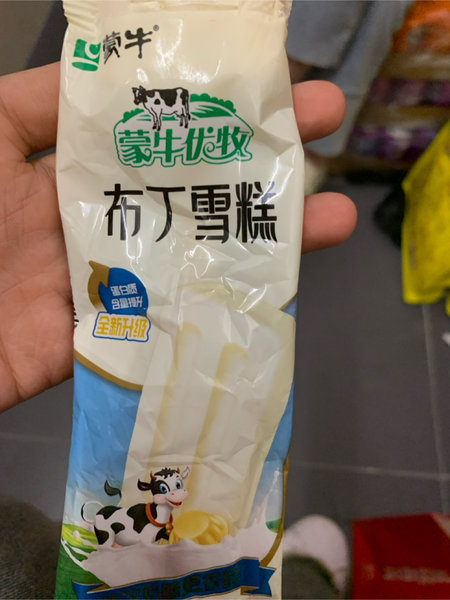 蒙牛®
蒙牛优牧
布丁雪糕
蛋白质
含量提升
全新升级